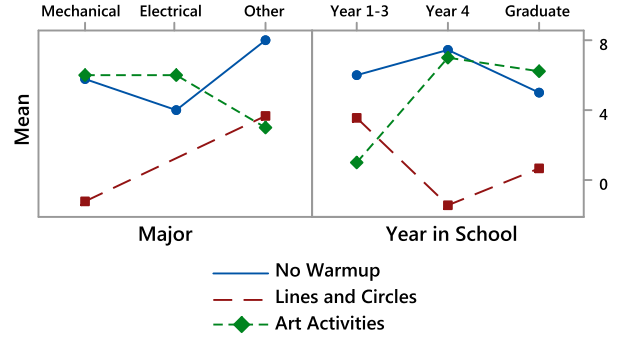 Mechanical Electrical Other Year 1-3 Year 4 Graduate
8
Mean
4
0
Major Year in School
No Warmup
Lines and Circles
Art Activities